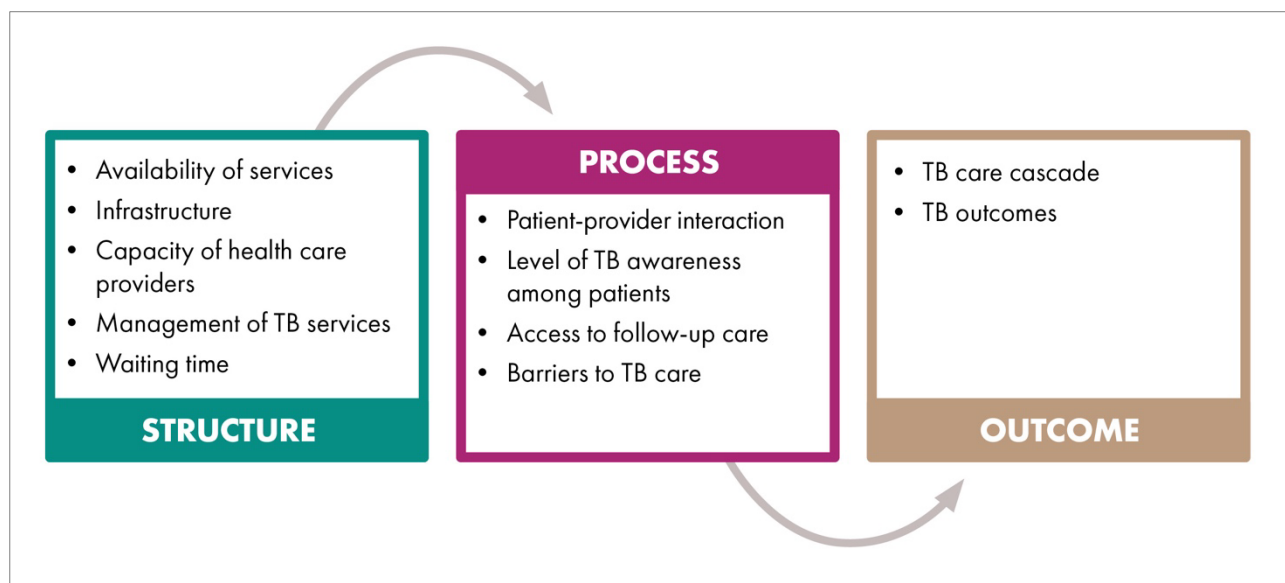 • Availability of services
• Infrastructure
• Capacity of health care
providers
• Management of TB services
• Waiting time
STRUCTURE
PROCESS
• Patient-provider interaction
• Level of TB awareness
among patients
• Access to follow-up care
• Barriers to TB care
• TB care cascade
• TB outcomes
OUTCOME